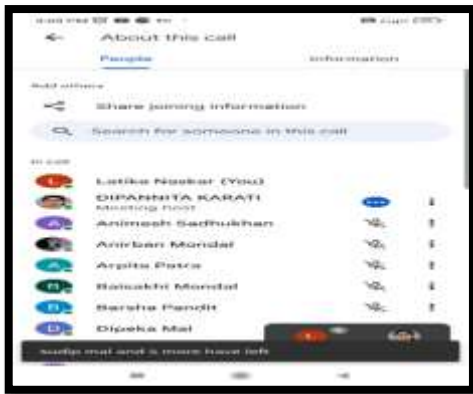 About this call
People
Information
Add others
Share joining information
Search for someone in this call
In call
Latika Naskar (You)
DIPANNITA KARATI
Meeting host
Animesh Sadhukhan
Anirban Mondal
Arpita Patra
Baisakhi Mondal
Barsha Pandit
Dipeka Mal
sudip mal and 5 more have left